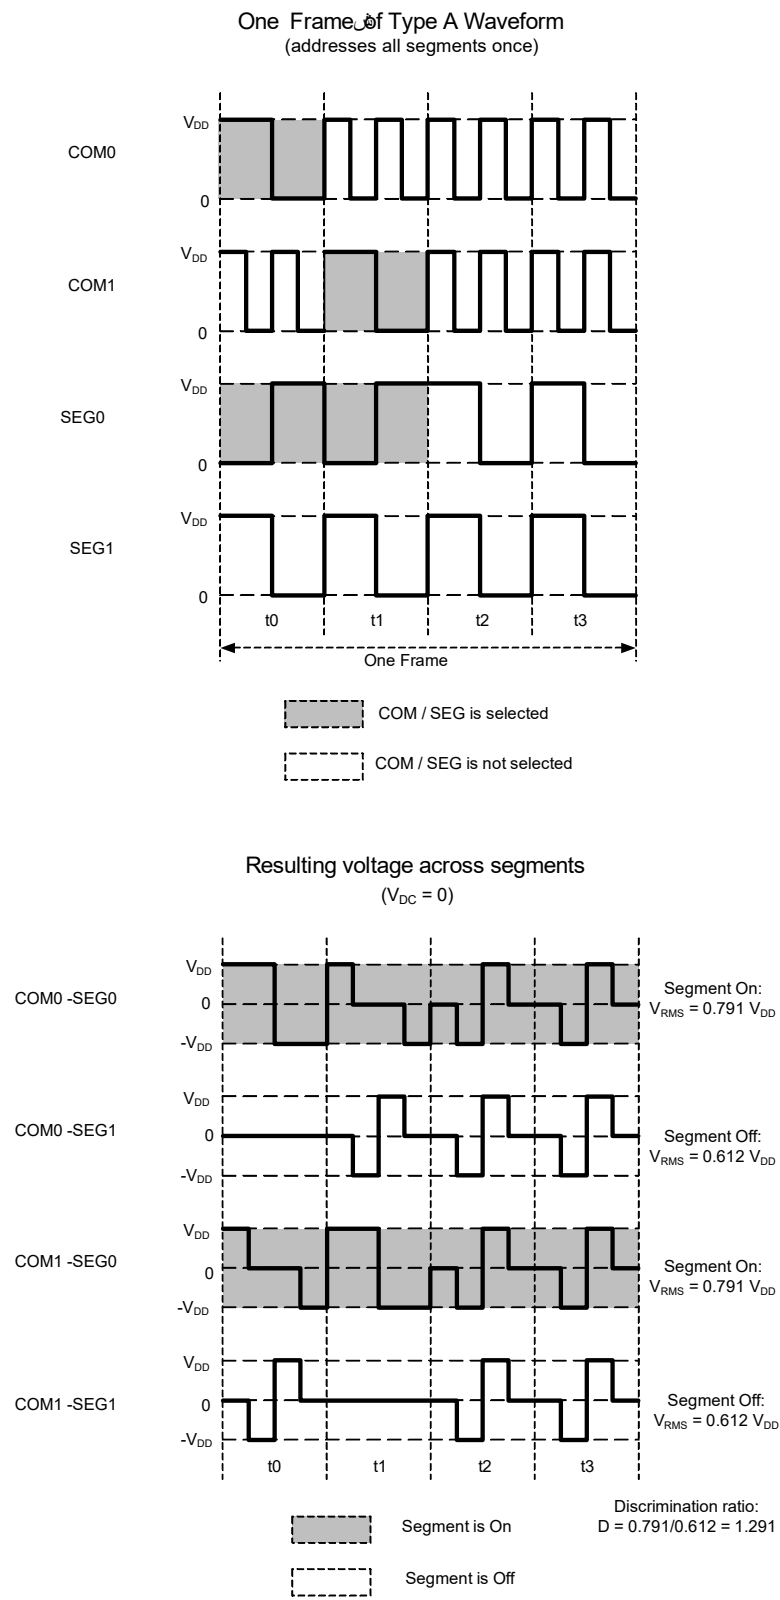 One Frame of Type A Waveform
(addresses all segments once)
VDD
COM0
0
VDD
COM1
0
VDD
SEG0
0
VDD
SEG1
0
t0 t1 t2 t3
One Frame
COM / SEG is selected
COM / SEG is not selected
Resulting voltage across segments
(VDC = 0)
VDD
COM0 -SEG0
0
-VDD
Segment On:
VRMS = 0.791 VDD
VDD
COM0 -SEG1
0
-VDD
Segment Off:
VRMS = 0.612 VDD
VDD
COM1 -SEG0
0
-VDD
Segment On:
VRMS = 0.791 VDD
VDD
COM1 -SEG1
0
-VDD
Segment Off:
VRMS = 0.612 VDD
t0 t1 t2 t3
Segment is On
Discrimination ratio:
D = 0.791/0.612 = 1.291
Segment is Off